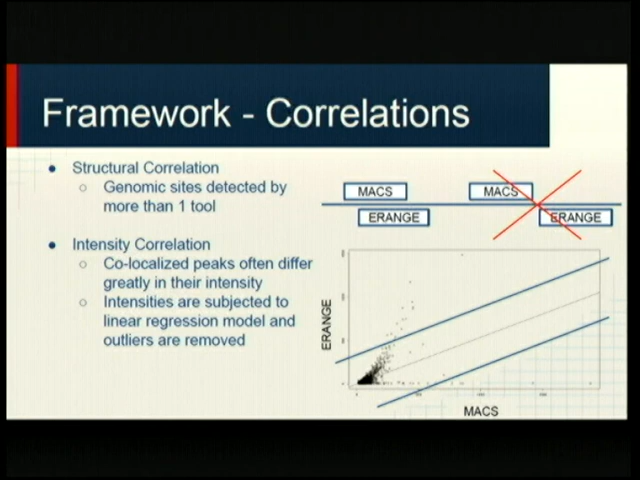 Framework - Correlations
Structural Correlation
Genomic sites detected by
more than 1 tool
Intensity Correlation
Co-localized peaks often differ
greatly in their intensity
Intensities are subjected to
linear regression model and
outliers are removed
MACS
MACS
ERANGE
ERANGE
ERANGE
MACS